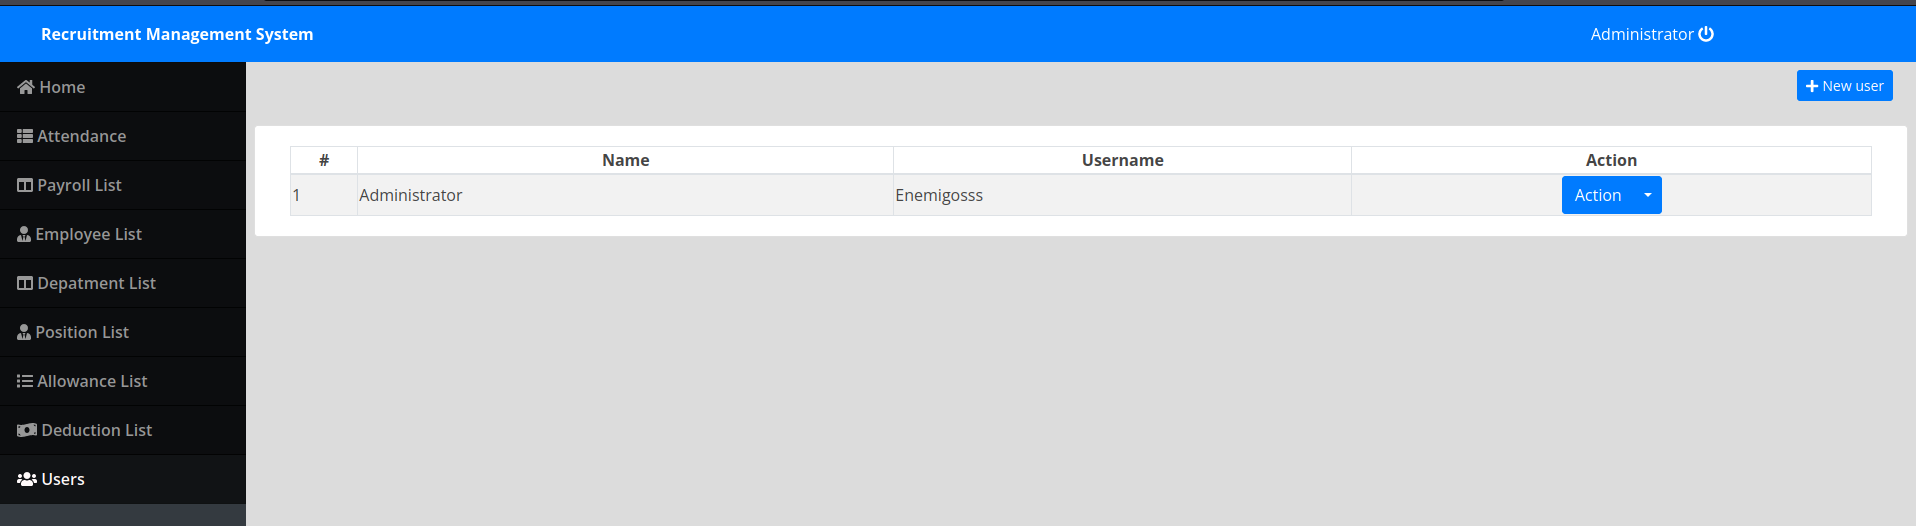 Recruitment Management System
Administrator
Home
Attendance
Payroll List
Employee List
Depatment List
Position List
Allowance List
Deduction List
Users
New user
# Name Username Action
1 Administrator Enemigosss Action